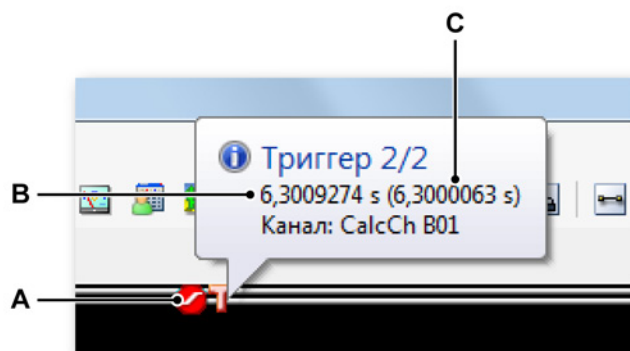 C
Триггер 2/2
B
6,3009274 s (6,3000063 s)
Канал: CalcCh B01
A
T